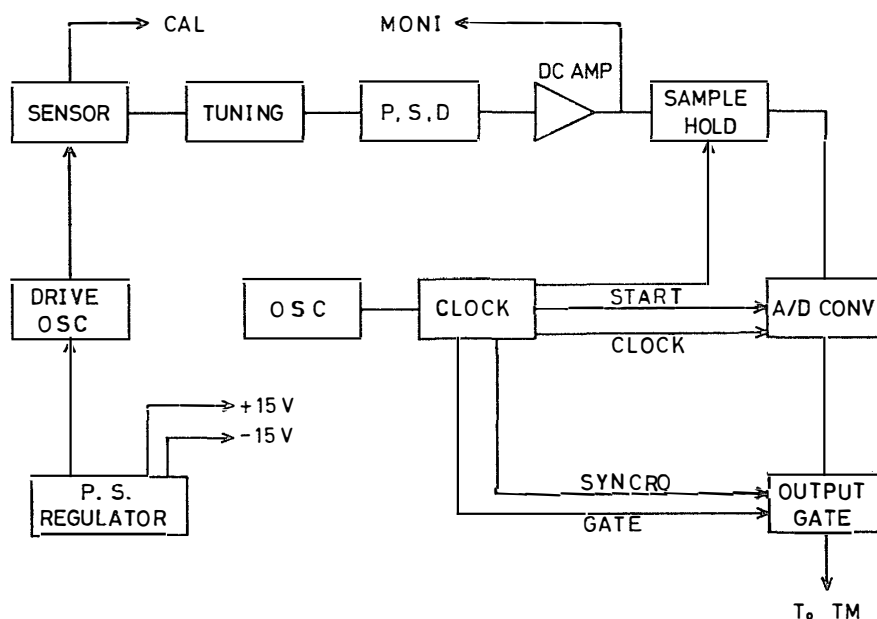 CAL
MONI
DC AMP
SENSOR
TUNING
P, S, D
SAMPLE
HOLD
DRIVE
OSC
OSC
CLOCK
START
CLOCK
A/D CONV
+15 V
-15 V
P. S.
REGULATOR
SYNCRO
GATE
OUTPUT
GATE
To TM